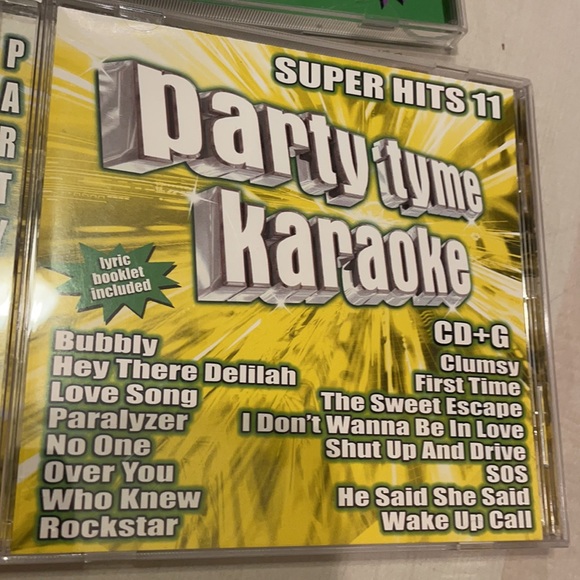 PARTY
SUPER HITS 11
party tyme
karaoke
lyric
booklet
included
CD+G
Bubbly
Hey There Delilah
Love Song
Paralyzer
No One
Over You
Who Knew
Rockstar
Clumsy
First Time
The Sweet Escape
I Don't Wanna Be In Love
Shut Up And Drive
SOS
He Said She Said
Wake Up Call